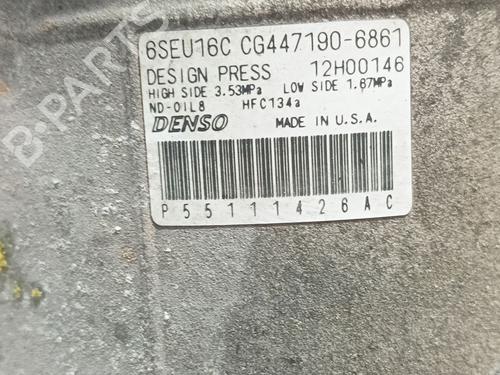 6SEU16C CG447190-6861
DESIGN PRESS 12H00146
HIGH SIDE 3.53MPa LOW SIDE 1.67MPa
ND-OIL8 HFC134a
DENSO MADE IN U.S.A.
P55111426AC
B-PARTS